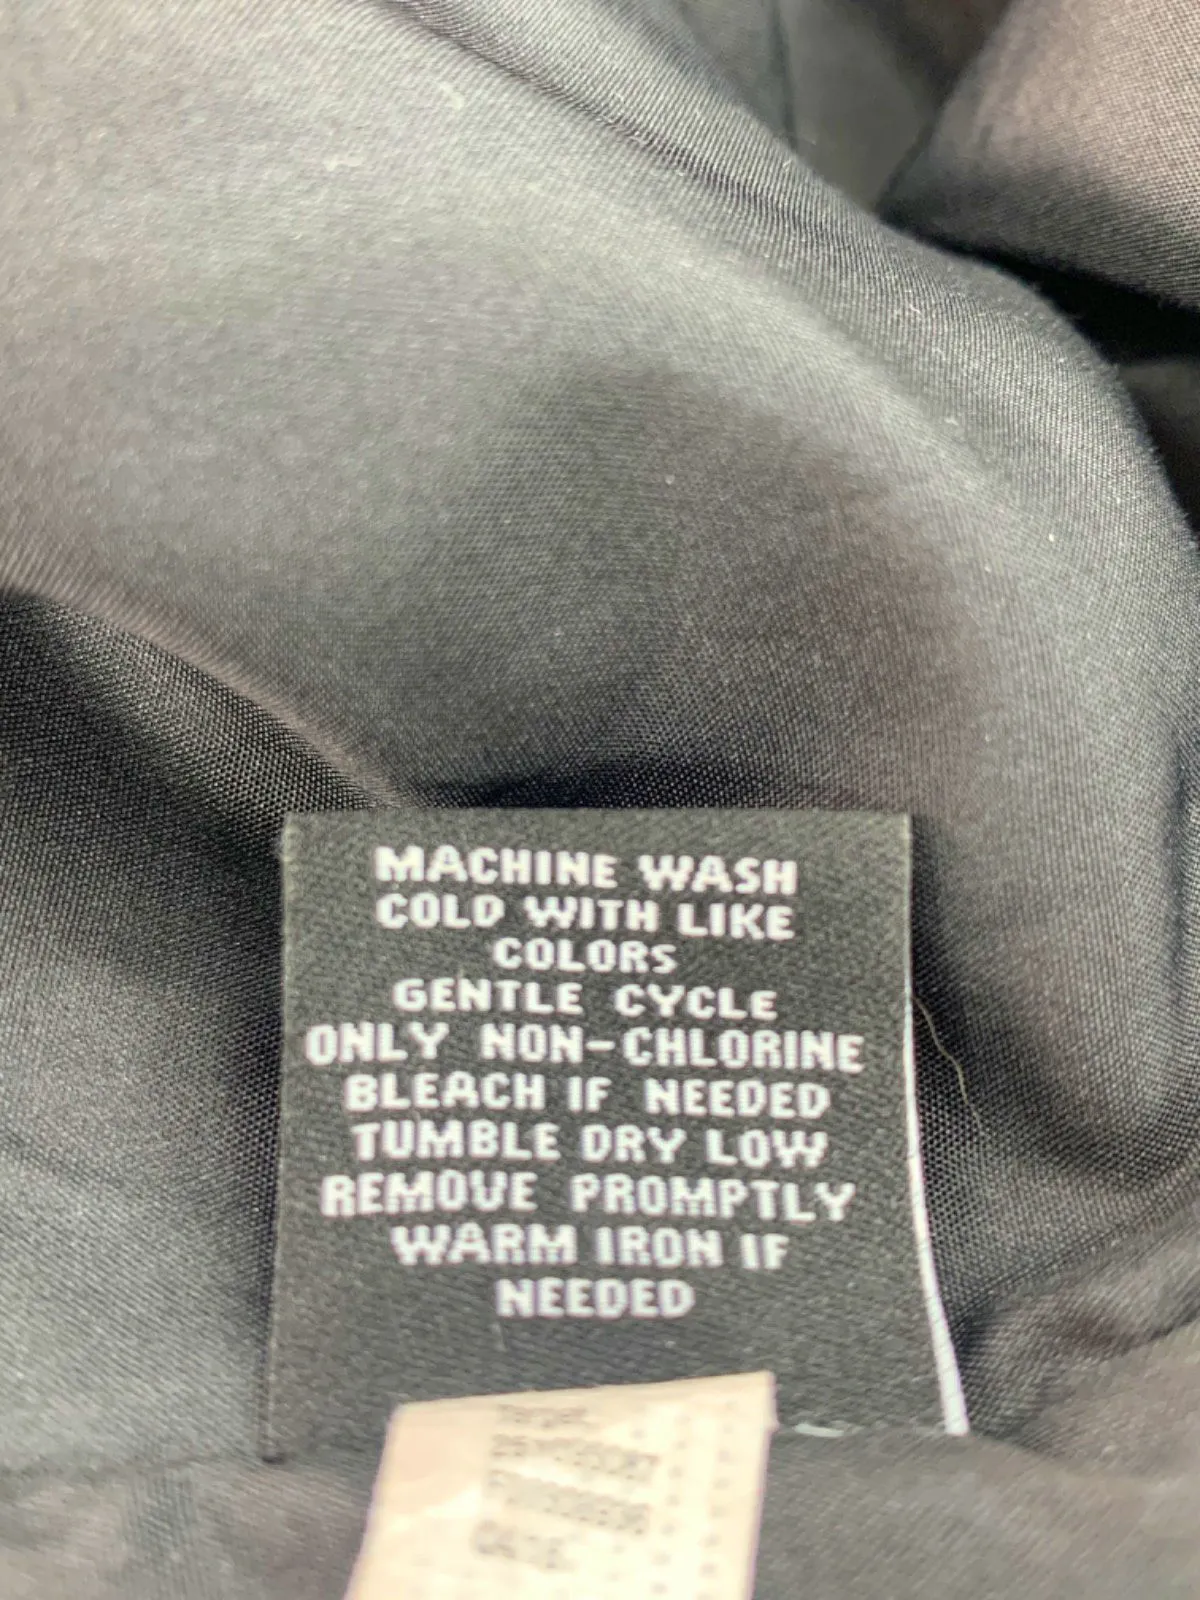 MACHINE WASH
COLD WITH LIKE
COLORS
GENTLE CYCLE
ONLY NON-CHLORINE
BLEACH IF NEEDED
TUMBLE DRY LOW
REMOVE PROMPTLY
WARM IRON IF
NEEDED